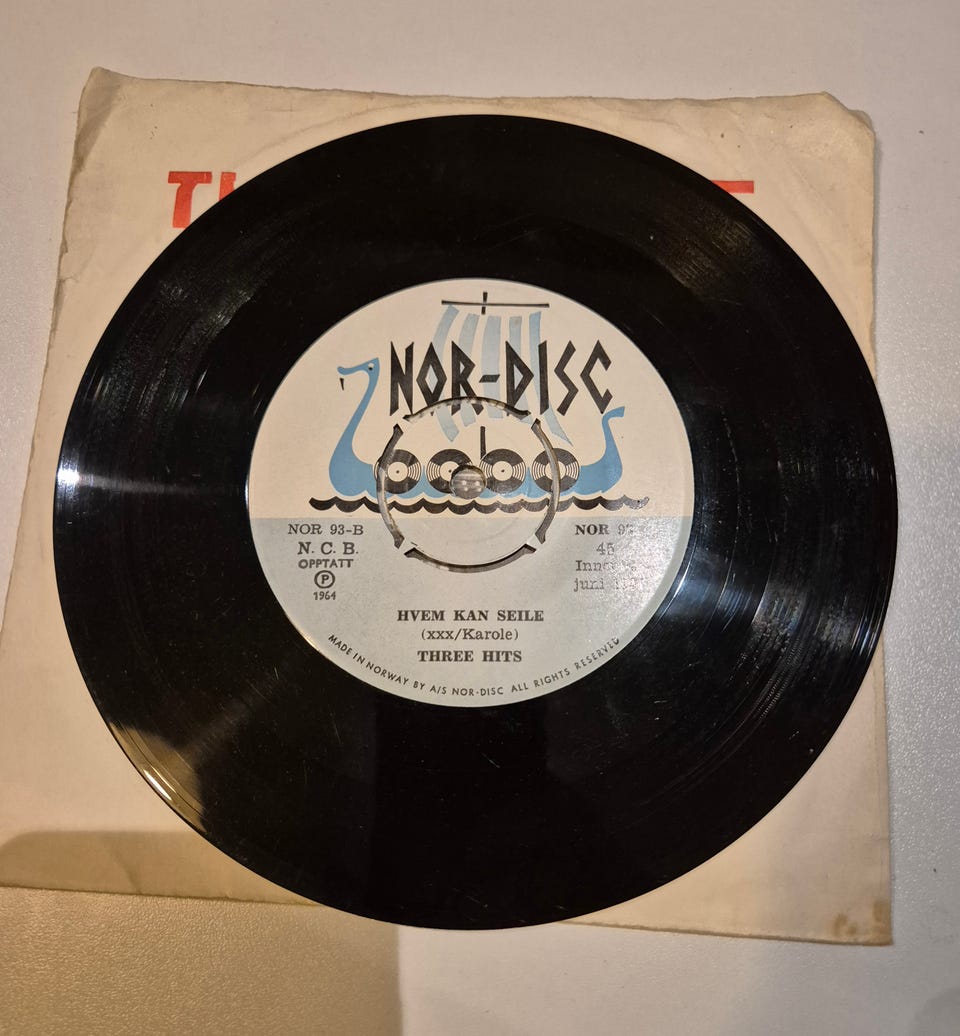 NOR-DISC
NOR 93-B
N. C. B.
OPPTATT
Ⓟ
1964
NOR
45
juni
HVEM KAN SEILE
(xxx/Karole)
THREE HITS
MADE IN NORWAY BY A/S NOR-DISC ALL RIGHTS RESERVED